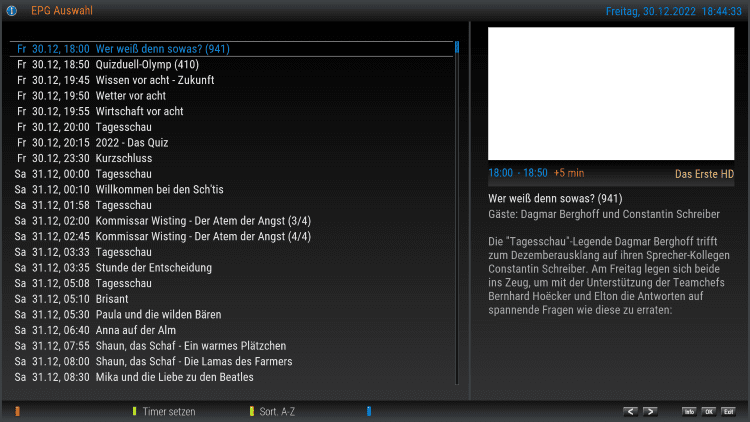 EPG Auswahl
Freitag, 30.12.2022 18:44:33
Fr 30.12, 18:00 Wer weiß denn sowas? (941)
Fr 30.12, 18:50 Quizduell-Olymp (410)
Fr 30.12, 19:45 Wissen vor acht - Zukunft
Fr 30.12, 19:50 Wetter vor acht
Fr 30.12, 19:55 Wirtschaft vor acht
Fr 30.12, 20:00 Tagesschau
Fr 30.12, 20:15 2022 - Das Quiz
Fr 30.12, 23:30 Kurzschluss
Sa 31.12, 00:00 Tagesschau
Sa 31.12, 00:10 Willkommen bei den Sch'tis
Sa 31.12, 01:58 Tagesschau
Sa 31.12, 02:00 Kommissar Wisting - Der Atem der Angst (3/4)
Sa 31.12, 02:45 Kommissar Wisting - Der Atem der Angst (4/4)
Sa 31.12, 03:33 Tagesschau
Sa 31.12, 03:35 Stunde der Entscheidung
Sa 31.12, 05:08 Tagesschau
Sa 31.12, 05:10 Brisant
Sa 31.12, 05:30 Paula und die wilden Bären
Sa 31.12, 06:40 Anna auf der Alm
Sa 31.12, 07:55 Shaun, das Schaf - Ein warmes Plätzchen
Sa 31.12, 08:00 Shaun, das Schaf - Die Lamas des Farmers
Sa 31.12, 08:30 Mika und die Liebe zu den Beatles
18:00 - 18:50 +5 min
Das Erste HD
Wer weiß denn sowas? (941)
Gäste: Dagmar Berghoff und Constantin Schreiber
Die "Tagesschau"-Legende Dagmar Berghoff trifft
zum Dezemberausklang auf ihren Sprecher-Kollegen
Constantin Schreiber. Am Freitag legen sich beide
ins Zeug, um mit der Unterstützung der Teamchefs
Bernhard Hoëcker und Elton die Antworten auf
spannende Fragen wie diese zu erraten:
Timer setzen
Sort. A-Z
< >
Info OK Exit